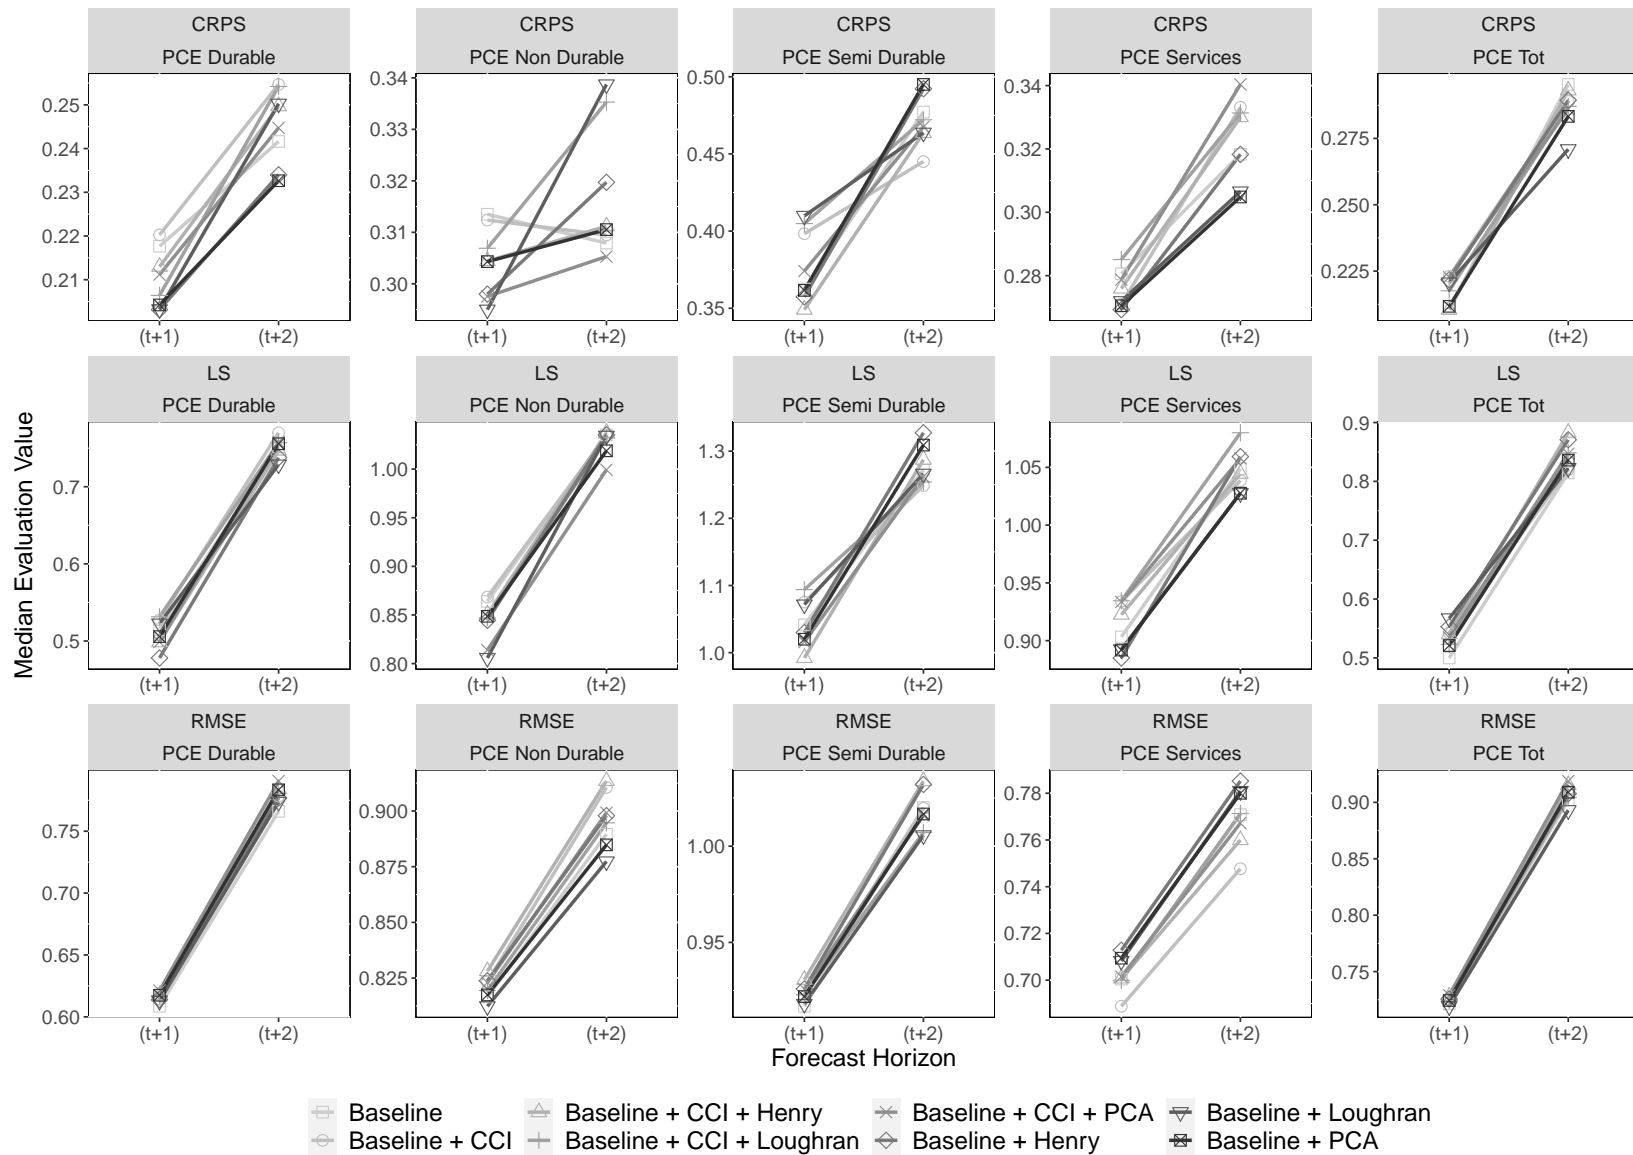 CRPS
PCE Durable
CRPS
PCE Non Durable
CRPS
PCE Semi Durable
CRPS
PCE Services
CRPS
PCE Tot
0.25
0.24
0.23
0.22
0.21
(t+1) (t+2)
0.34
0.33
0.32
0.31
0.30
(t+1) (t+2)
0.50
0.45
0.40
0.35
(t+1) (t+2)
0.34
0.32
0.30
0.28
(t+1) (t+2)
0.275
0.250
0.225
(t+1) (t+2)
LS
PCE Durable
LS
PCE Non Durable
LS
PCE Semi Durable
LS
PCE Services
LS
PCE Tot
Median Evaluation Value
0.7
0.6
0.5
(t+1) (t+2)
1.00
0.95
0.90
0.85
0.80
(t+1) (t+2)
1.3
1.2
1.1
1.0
(t+1) (t+2)
1.05
1.00
0.95
0.90
(t+1) (t+2)
0.9
0.8
0.7
0.6
0.5
(t+1) (t+2)
RMSE
PCE Durable
RMSE
PCE Non Durable
RMSE
PCE Semi Durable
RMSE
PCE Services
RMSE
PCE Tot
0.75
0.70
0.65
0.60
(t+1) (t+2)
0.900
0.875
0.850
0.825
(t+1) (t+2)
1.00
0.95
(t+1) (t+2)
0.78
0.76
0.74
0.72
0.70
(t+1) (t+2)
0.90
0.85
0.80
0.75
(t+1) (t+2)
Forecast Horizon
Baseline
Baseline + CCI
Baseline + CCI + Henry
Baseline + CCI + Loughran
Baseline + CCI + PCA
Baseline + Henry
Baseline + Loughran
Baseline + PCA